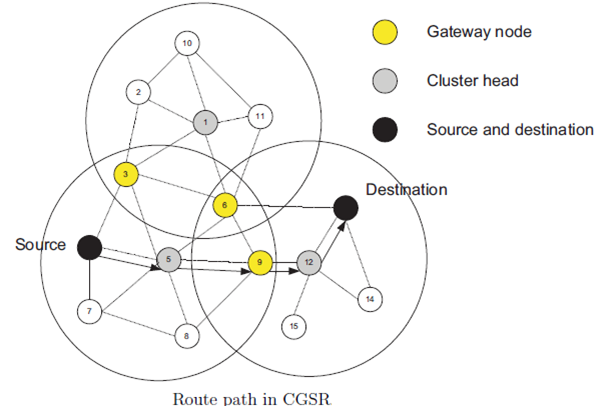 10
Gateway node
2
Cluster head
11
1
Source and destination
3
Destination
6
Source
5
9
12
14
7
15
8
Route path in CGSR